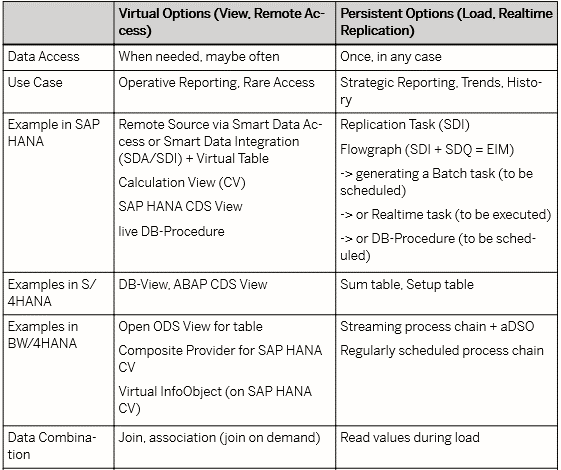 Virtual Options (View, Remote Ac-
cess)
Persistent Options (Load, Realtime
Replication)
Data Access
When needed, maybe often
Once, in any case
Use Case
Operative Reporting, Rare Access
Strategic Reporting, Trends, Histo-
ry
Example in SAP
HANA
Remote Source via Smart Data Ac-
cess or Smart Data Integration
(SDA/SDI) + Virtual Table
Calculation View (CV)
SAP HANA CDS View
live DB-Procedure
Replication Task (SDI)
Flowgraph (SDI + SDQ = EIM)
-> generating a Batch task (to be
scheduled)
-> or Realtime task (to be executed)
-> or DB-Procedure (to be sched-
uled)
Examples in S/
4HANA
DB-View, ABAP CDS View
Sum table, Setup table
Examples in
BW/4HANA
Open ODS View for table
Composite Provider for SAP HANA
CV
Virtual InfoObject (on SAP HANA
CV)
Streaming process chain + aDSO
Regularly scheduled process chain
Data Combina-
tion
Join, association (join on demand)
Read values during load